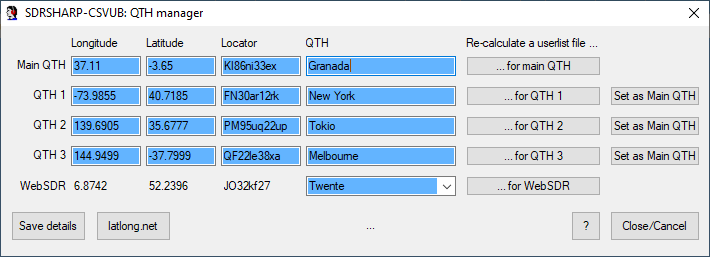 SDRSHARP-CSVUB: QTH manager
Longitude Latitude Locator QTH Re-calculate a userlist file ...
Main QTH 37.11 -3.65 KI86ni33ex Granada ... for main QTH
QTH 1 -73.9855 40.7185 FN30ar12rk New York ... for QTH 1 Set as Main QTH
QTH 2 139.6905 35.6777 PM95uq22up Tokio ... for QTH 2 Set as Main QTH
QTH 3 144.9499 -37.7999 QF22le38xa Melbourne ... for QTH 3 Set as Main QTH
WebSDR 6.8742 52.2396 JO32kf27 Twente ... for WebSDR
Save details latlong.net ... ? Close/Cancel